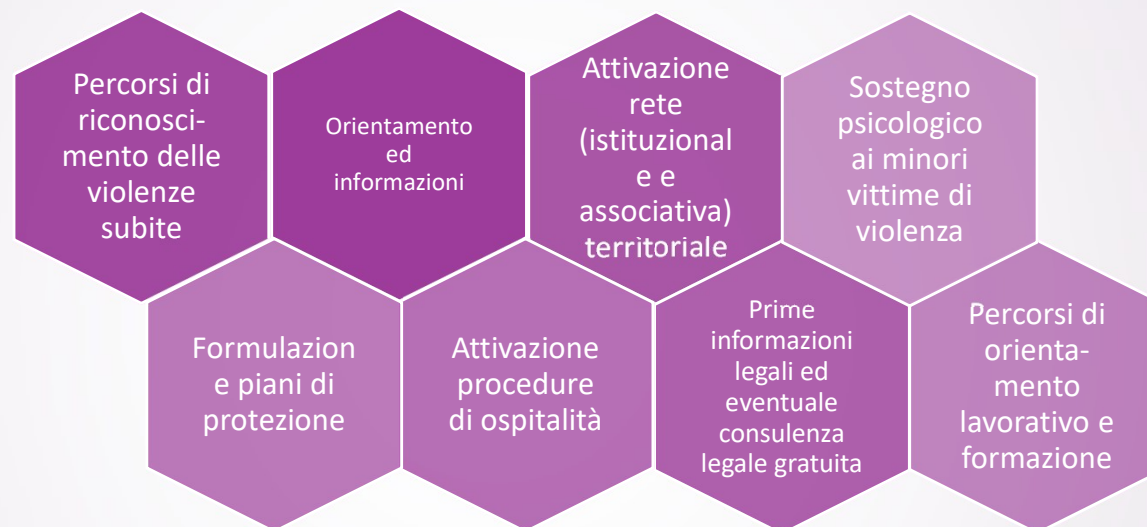 Percorsi di
riconosci-
mento delle
violenze
subite
Orientamento
ed
informazioni
Attivazione
rete
(istituzional
e e
associativa)
territoriale
Sostegno
psicologico
ai minori
vittime di
violenza
Formulazion
e piani di
protezione
Attivazione
procedure
di ospitalità
Prime
informazioni
legali ed
eventuale
consulenza
legale gratuita
Percorsi di
orienta-
mento
lavorativo e
formazione